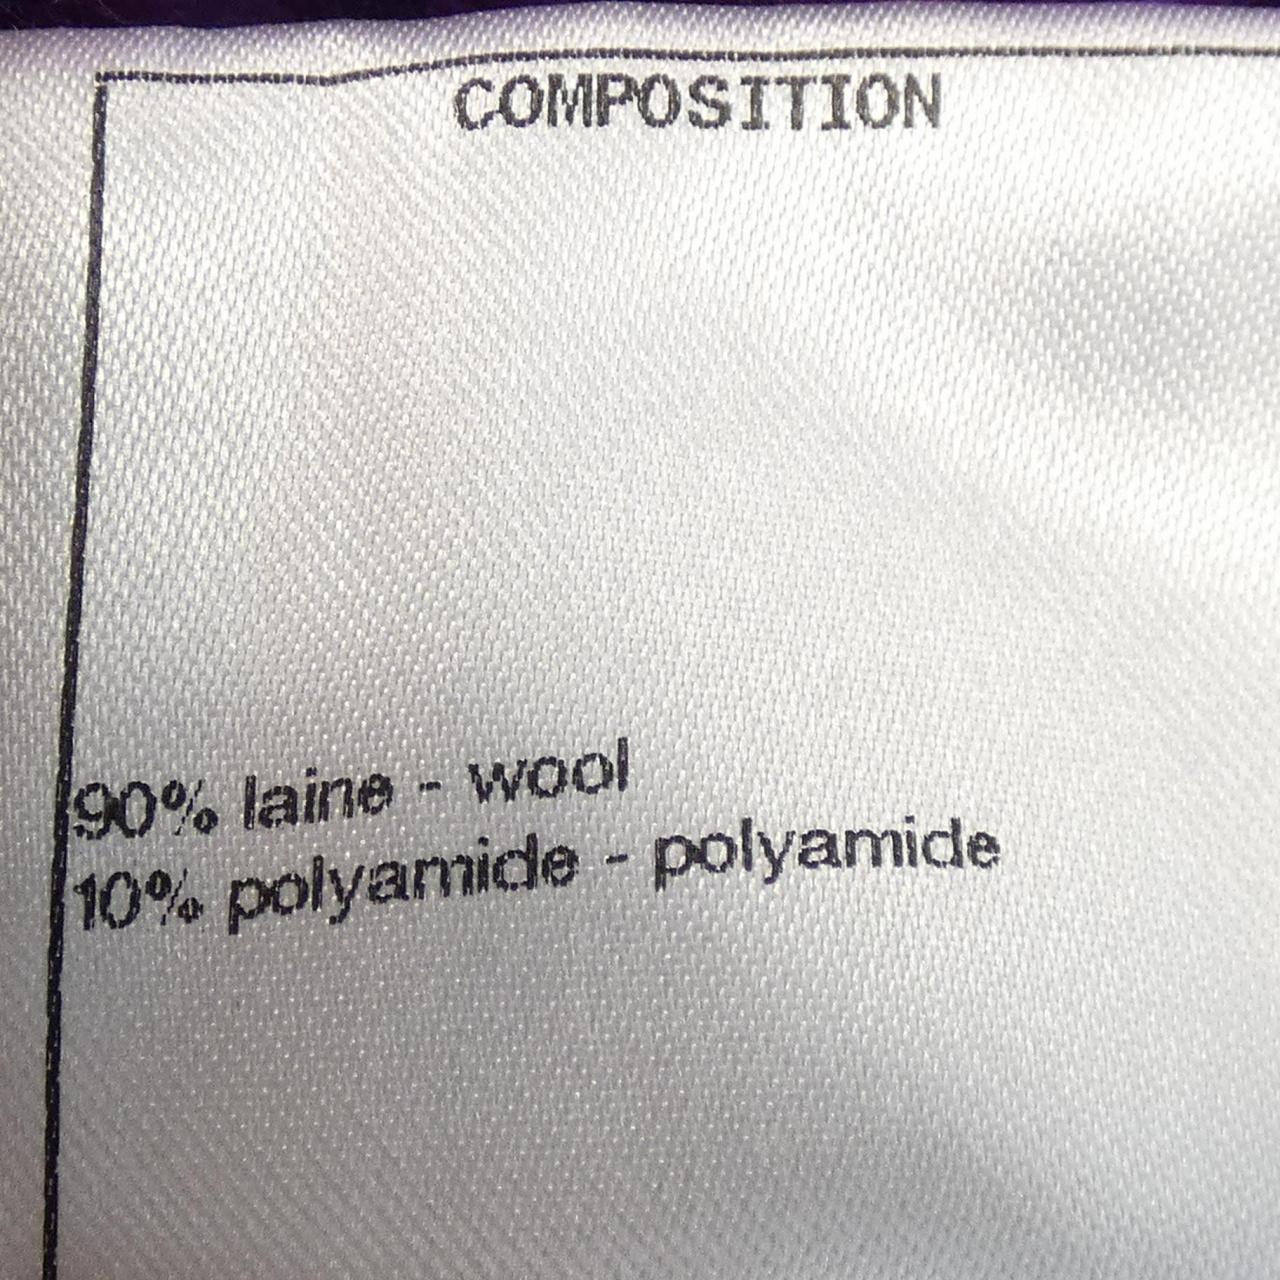 COMPOSITION
90% laine - wool
10% polyamide - polyamide